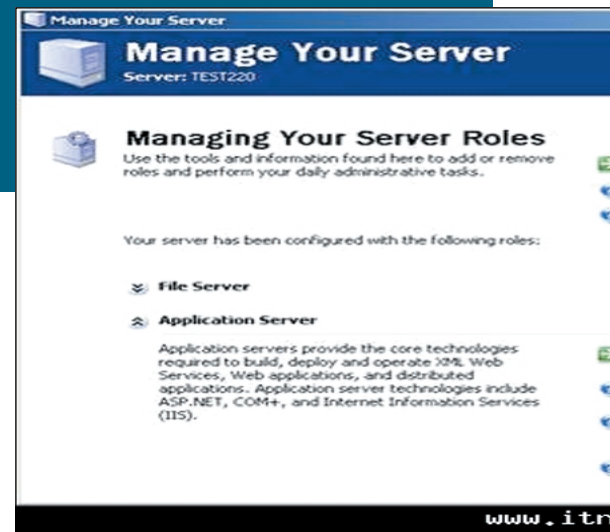 Manage Your Server
Manage Your Server
Server: TEST220
Managing Your Server Roles
Use the tools and information found here to add or remove
roles and perform your daily administrative tasks.
Your server has been configured with the following roles:
File Server
Application Server
Application servers provide the core technologies
required to build, deploy and operate XML Web
Services, Web applications, and distributed
applications. Application server technologies include
ASP.NET, COM+, and Internet Information Services
(IIS).
www.itn